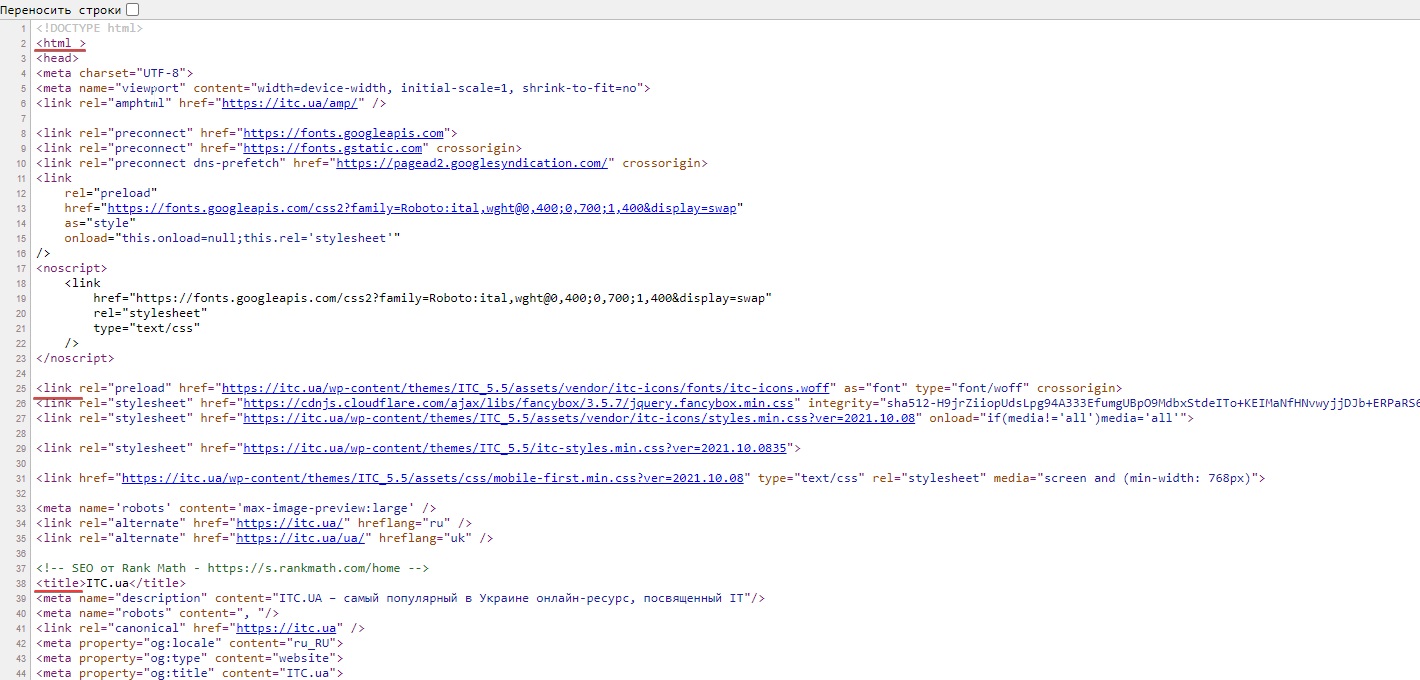 Переносить строки
1 <!DOCTYPE html>
2 <html >
3 <head>
4 <meta charset="UTF-8">
5 <meta name="viewport" content="width=device-width, initial-scale=1, shrink-to-fit=no">
6 <link rel="amphtml" href="https://itc.ua/amp/" />
7
8 <link rel="preconnect" href="https://fonts.googleapis.com">
9 <link rel="preconnect" href="https://fonts.gstatic.com" crossorigin>
10 <link rel="preconnect dns-prefetch" href="https://pagead2.googlesyndication.com/" crossorigin>
11 <link
12 rel="preload"
13 href="https://fonts.googleapis.com/css2?family=Roboto:ital,wght@0,400;0,700;1,400&display=swap"
14 as="style"
15 onload="this.onload=null;this.rel='stylesheet'"
16 />
17 <noscript>
18 <link
19 href="https://fonts.googleapis.com/css2?family=Roboto:ital,wght@0,400;0,700;1,400&display=swap"
20 rel="stylesheet"
21 type="text/css"
22 />
23 </noscript>
24
25 <link rel="preload" href="https://itc.ua/wp-content/themes/ITC_5.5/assets/vendor/itc-icons/fonts/itc-icons.woff" as="font" type="font/woff" crossorigin>
26 <link rel="stylesheet" href="https://cdnjs.cloudflare.com/ajax/libs/fancybox/3.5.7/jquery.fancybox.min.css" integrity="sha512-H9jrZiiopUdsLpg94A333EfumgUBpO9MdbxStdeITo+KEIMaNfHNvwyjjDJb+ERPaRS6
27 <link rel="stylesheet" href="https://itc.ua/wp-content/themes/ITC_5.5/assets/vendor/itc-icons/styles.min.css?ver=2021.10.08" onload="if(media!='all')media='all'">
28
29 <link rel="stylesheet" href="https://itc.ua/wp-content/themes/ITC_5.5/itc-styles.min.css?ver=2021.10.0835">
30
31 <link href="https://itc.ua/wp-content/themes/ITC_5.5/assets/css/mobile-first.min.css?ver=2021.10.08" type="text/css" rel="stylesheet" media="screen and (min-width: 768px)">
32
33 <meta name='robots' content='max-image-preview:large' />
34 <link rel="alternate" href="https://itc.ua/" hreflang="ru" />
35 <link rel="alternate" href="https://itc.ua/ua/" hreflang="uk" />
36
37 <!-- SEO от Rank Math - https://s.rankmath.com/home -->
38 <title>ITC.ua</title>
39 <meta name="description" content="ITC.UA – самый популярный в Украине онлайн-ресурс, посвященный IT"/>
40 <meta name="robots" content=", "/>
41 <link rel="canonical" href="https://itc.ua" />
42 <meta property="og:locale" content="ru_RU">
43 <meta property="og:type" content="website">
44 <meta property="og:title" content="ITC.ua">